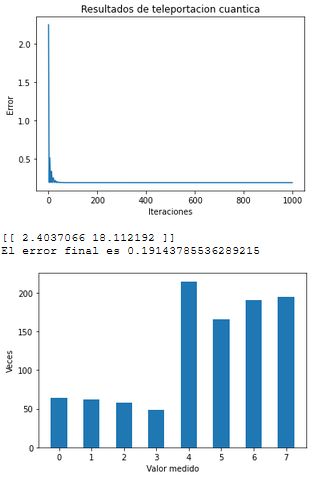 Resultados de teleportacion cuantica
2.0
1.5
1.0
0.5
Error
0 200 400 600 800 1000
Iteraciones
[[ 2.4037066 18.112192 ]]
El error final es 0.19143785536289215
200
150
100
50
0
Veces
0 1 2 3 4 5 6 7
Valor medido